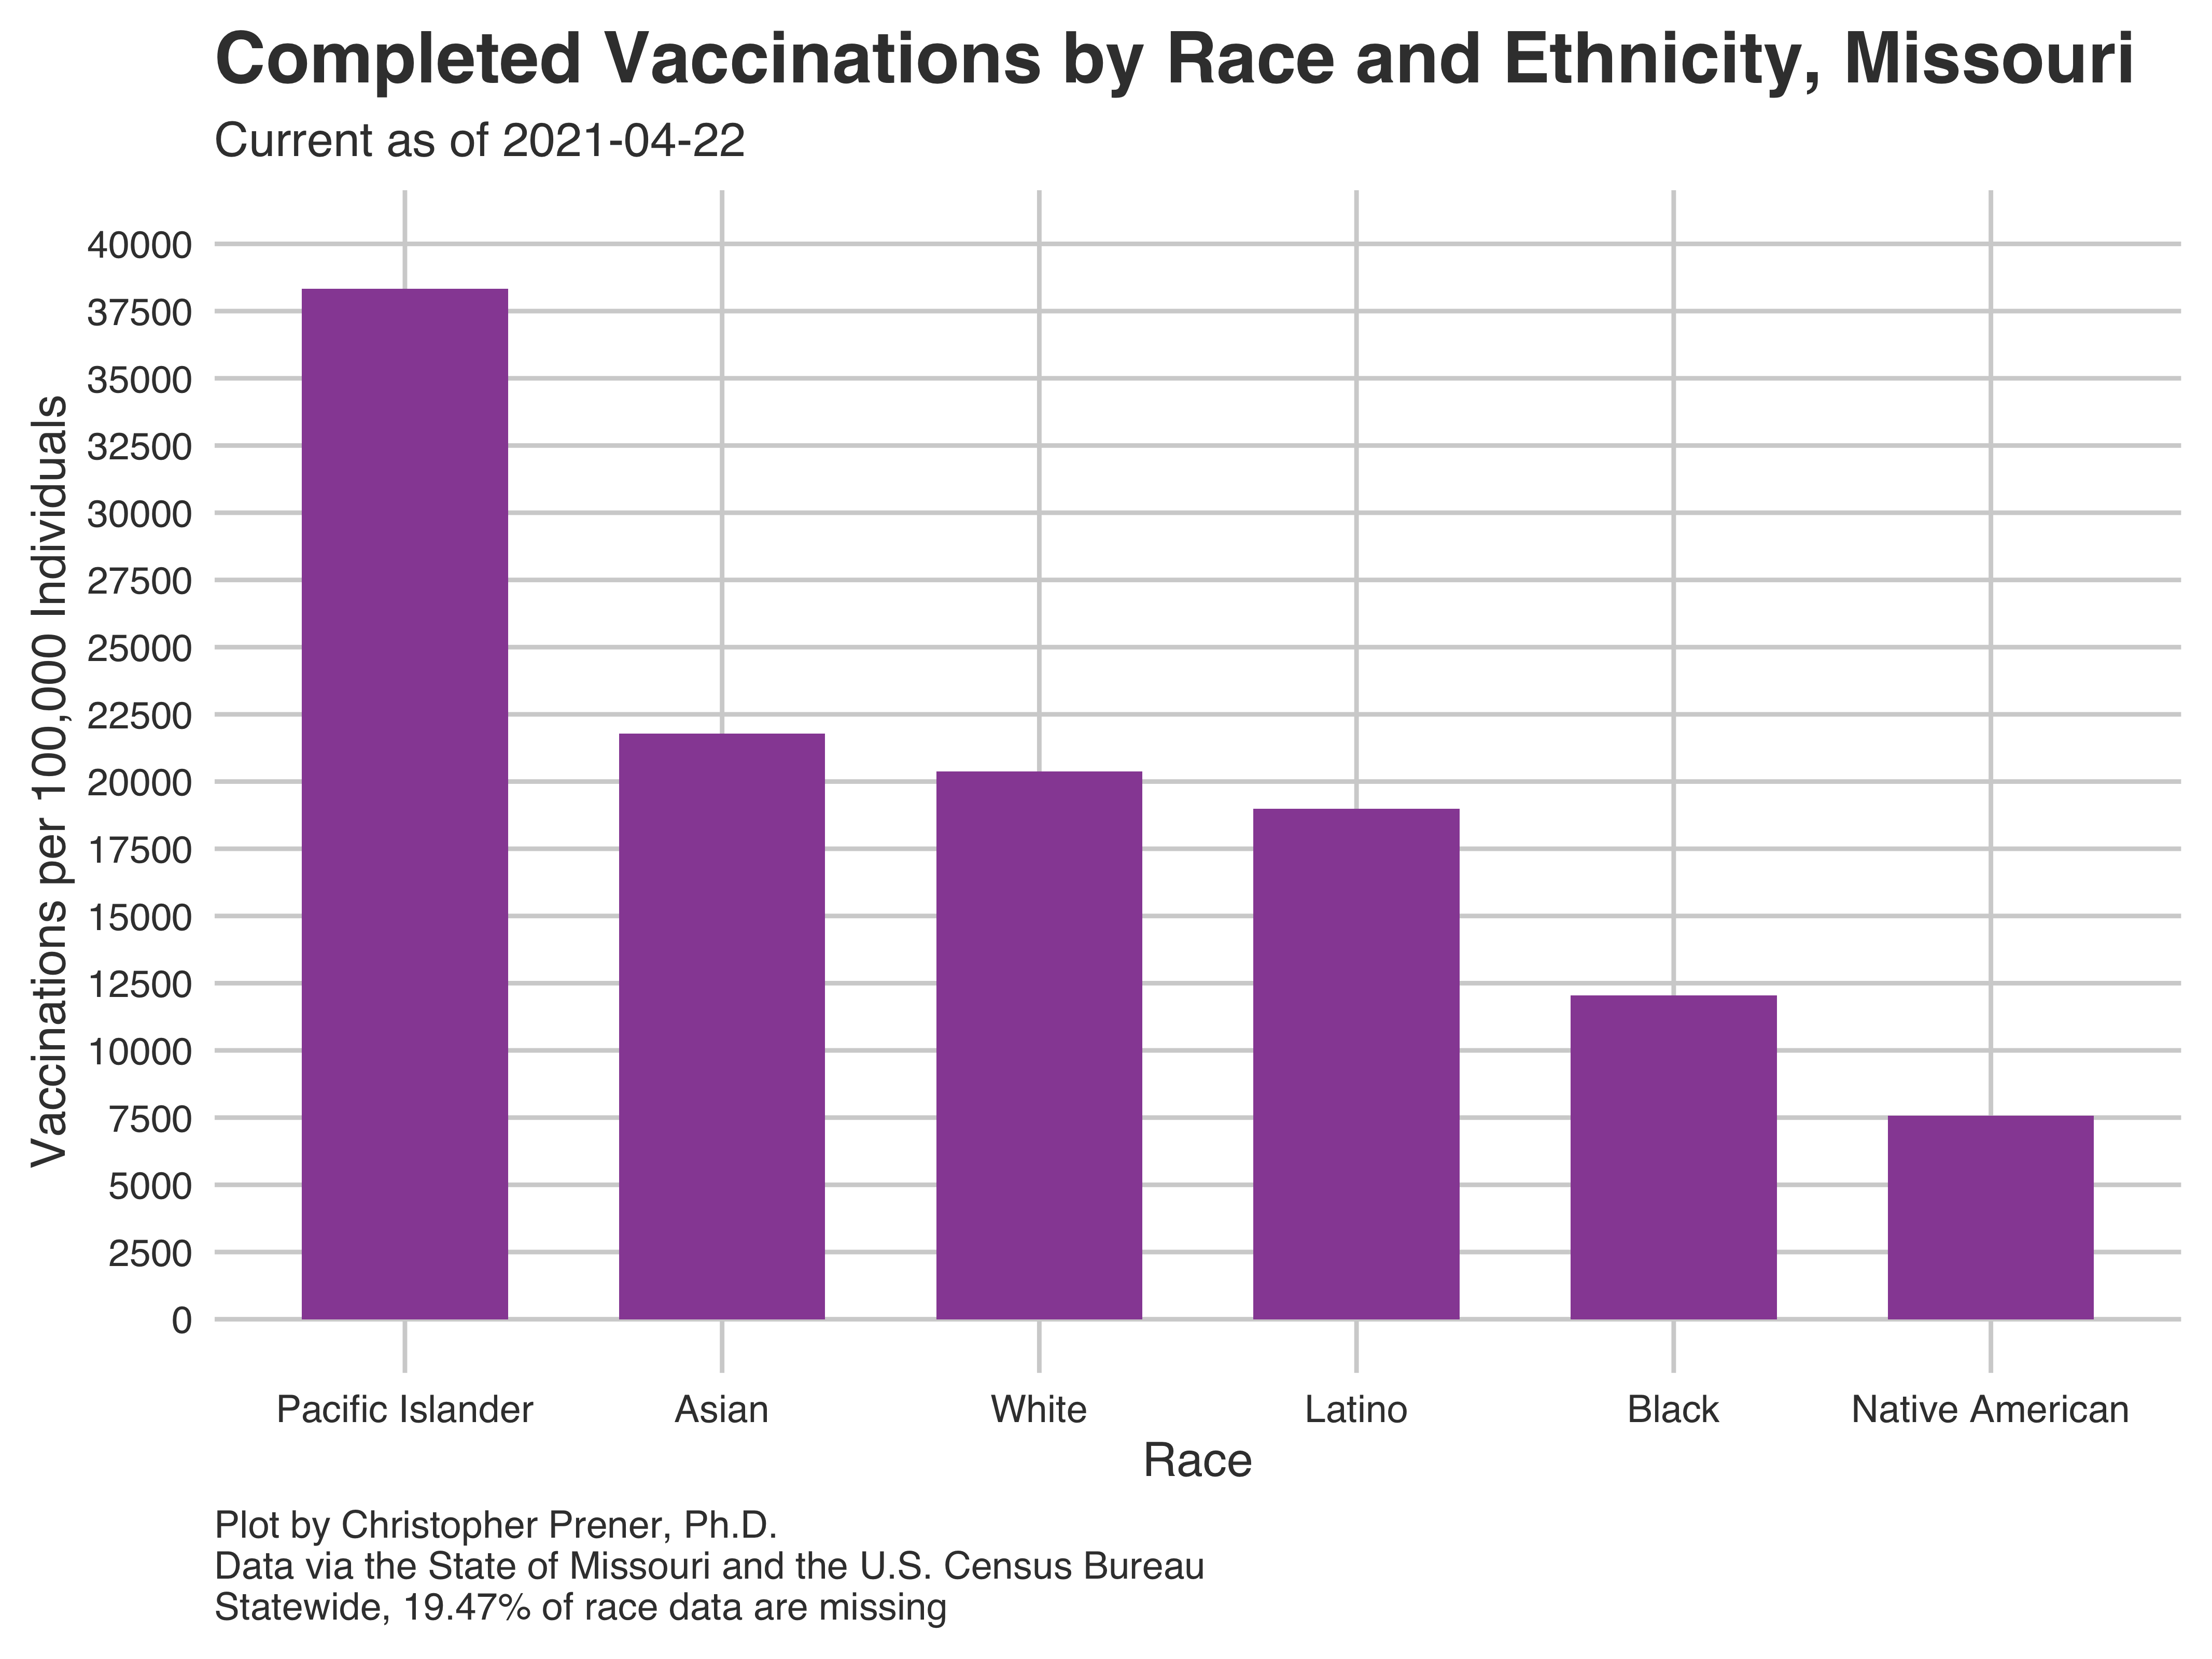 Completed Vaccinations by Race and Ethnicity, Missouri
Current as of 2021-04-22
Vaccinations per 100,000 Individuals
40000
37500
35000
32500
30000
27500
25000
22500
20000
17500
15000
12500
10000
7500
5000
2500
0
Pacific Islander Asian White Latino Black Native American
Race
Plot by Christopher Prener, Ph.D.
Data via the State of Missouri and the U.S. Census Bureau
Statewide, 19.47% of race data are missing